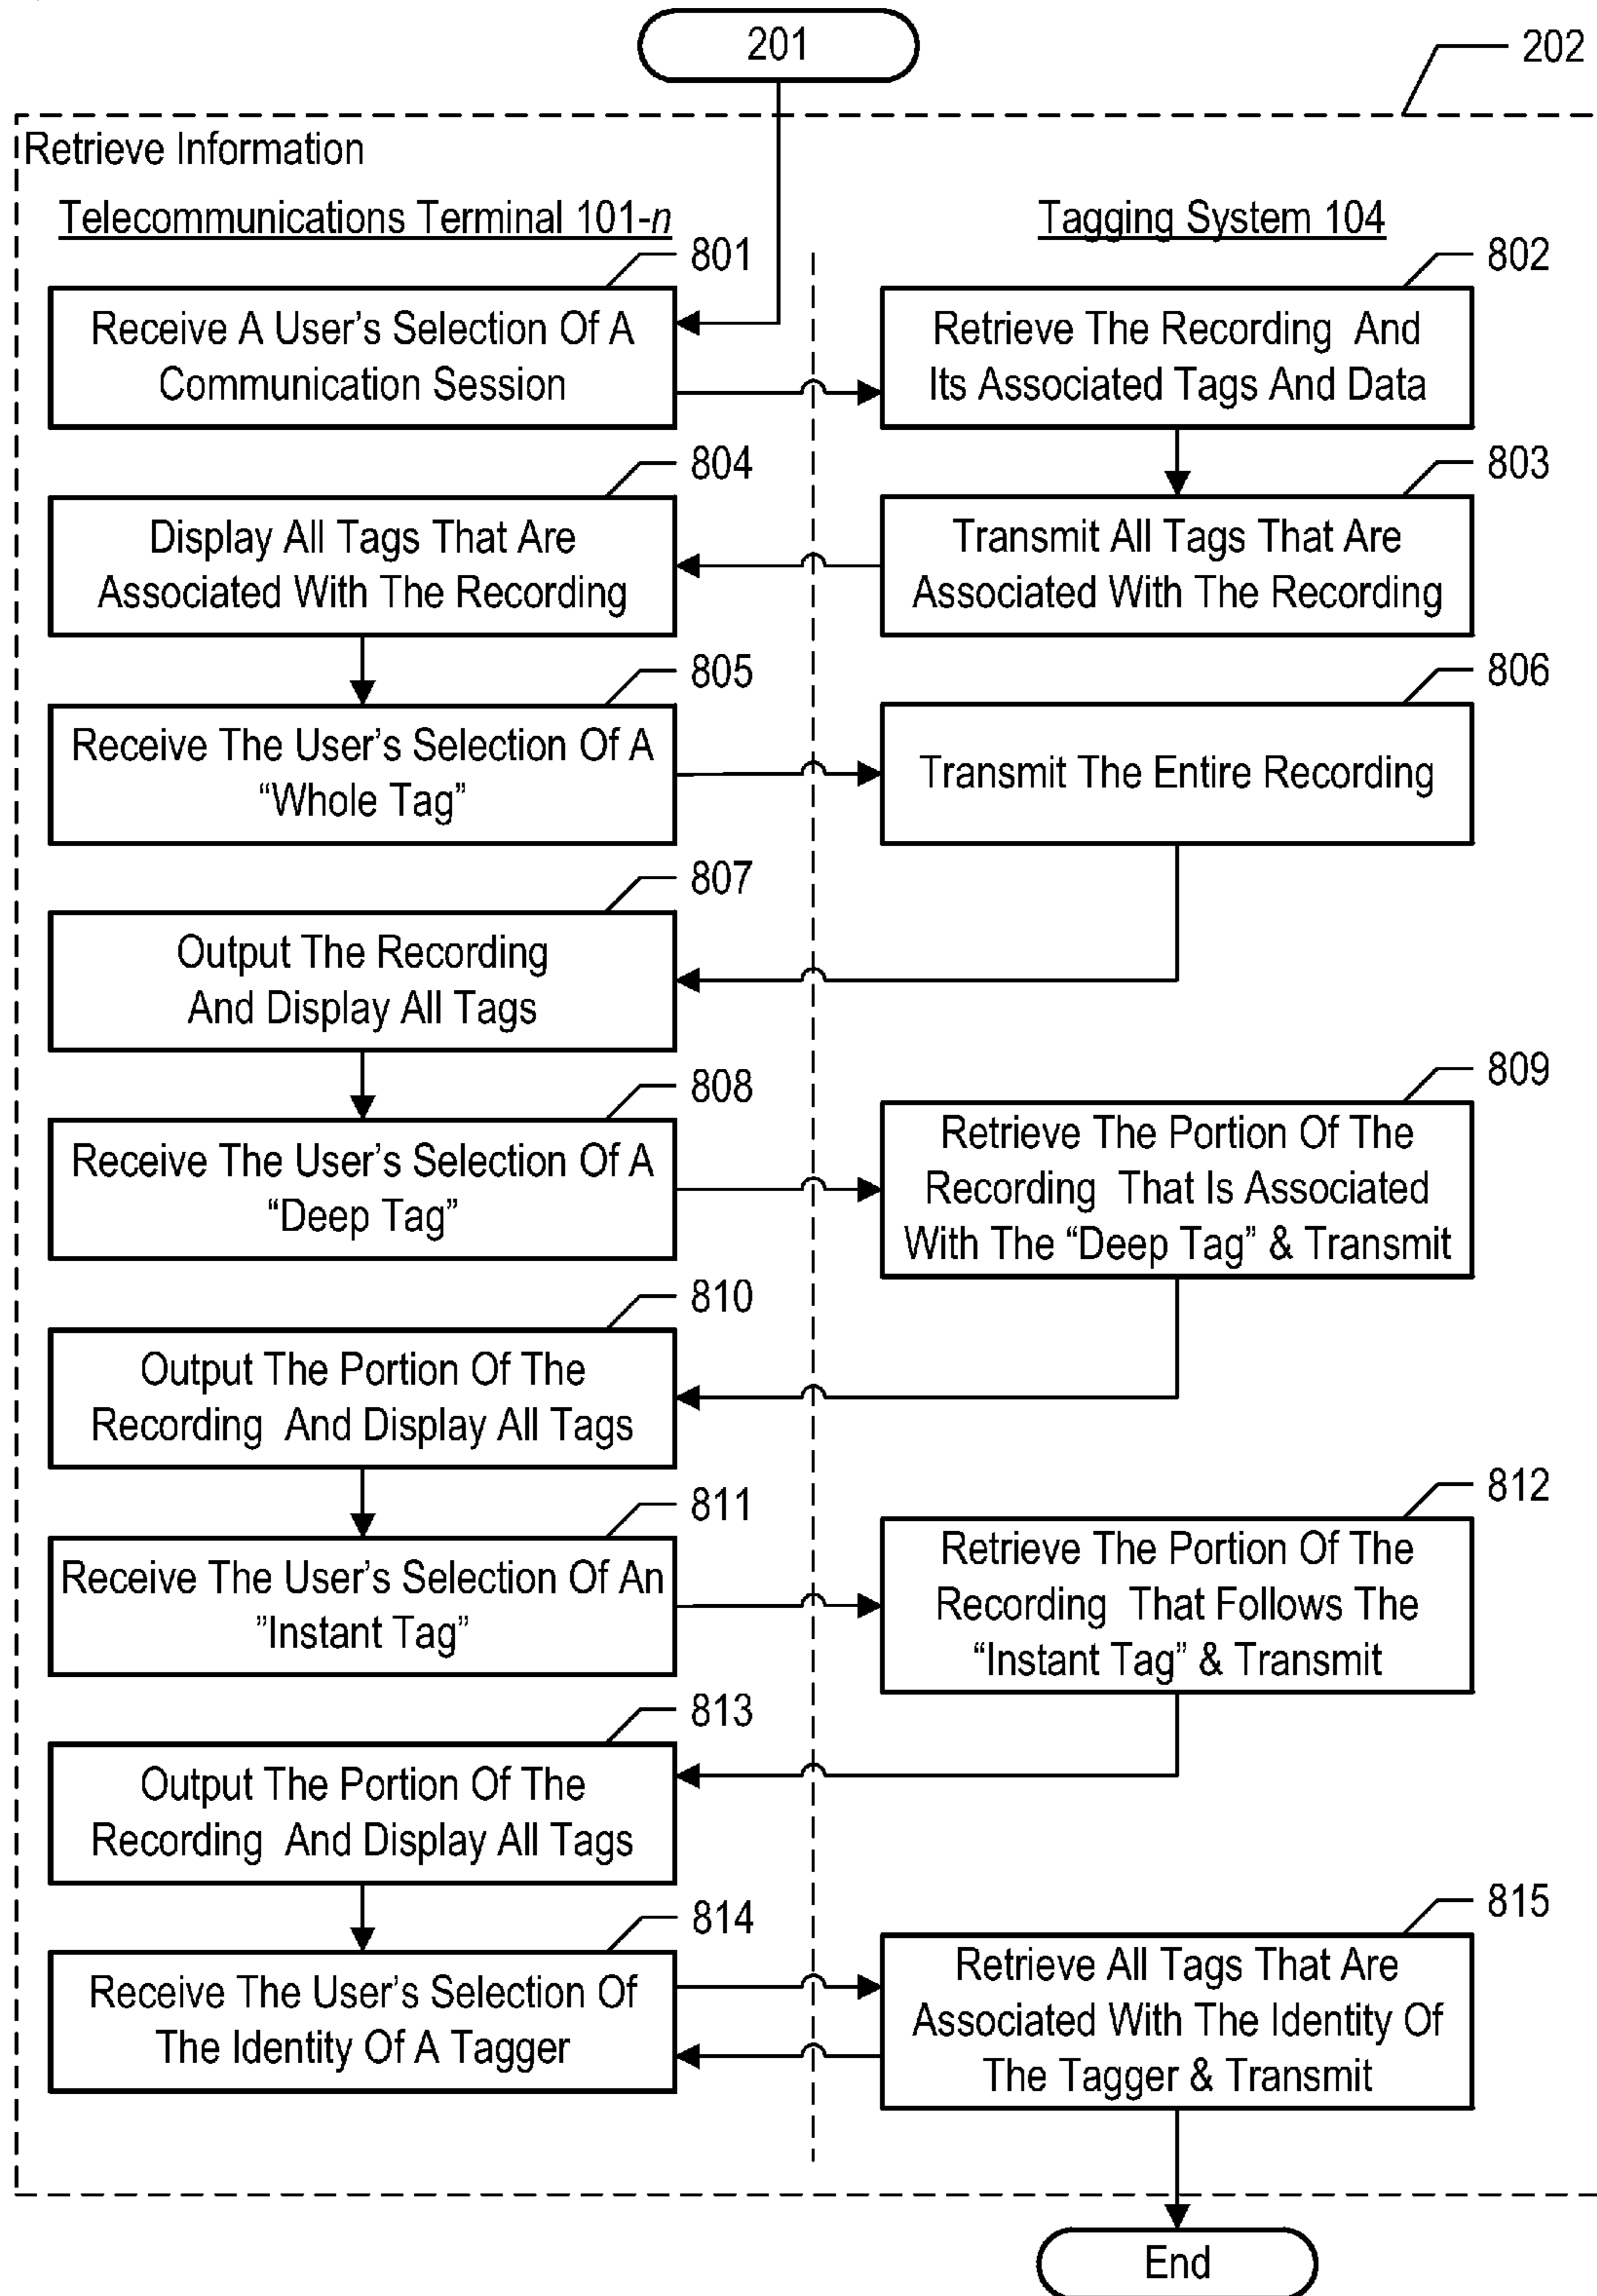 201
202
Retrieve Information
Telecommunications Terminal 101-n
Tagging System 104
801
Receive A User's Selection Of A
Communication Session
802
Retrieve The Recording And
Its Associated Tags And Data
803
Transmit All Tags That Are
Associated With The Recording
804
Display All Tags That Are
Associated With The Recording
805
Receive The User's Selection Of A
“Whole Tag”
806
Transmit The Entire Recording
807
Output The Recording
And Display All Tags
808
Receive The User's Selection Of A
“Deep Tag”
809
Retrieve The Portion Of The
Recording That Is Associated
With The “Deep Tag” & Transmit
810
Output The Portion Of The
Recording And Display All Tags
811
Receive The User's Selection Of An
”Instant Tag”
812
Retrieve The Portion Of The
Recording That Follows The
“Instant Tag” & Transmit
813
Output The Portion Of The
Recording And Display All Tags
814
Receive The User's Selection Of
The Identity Of A Tagger
815
Retrieve All Tags That Are
Associated With The Identity Of
The Tagger & Transmit
End